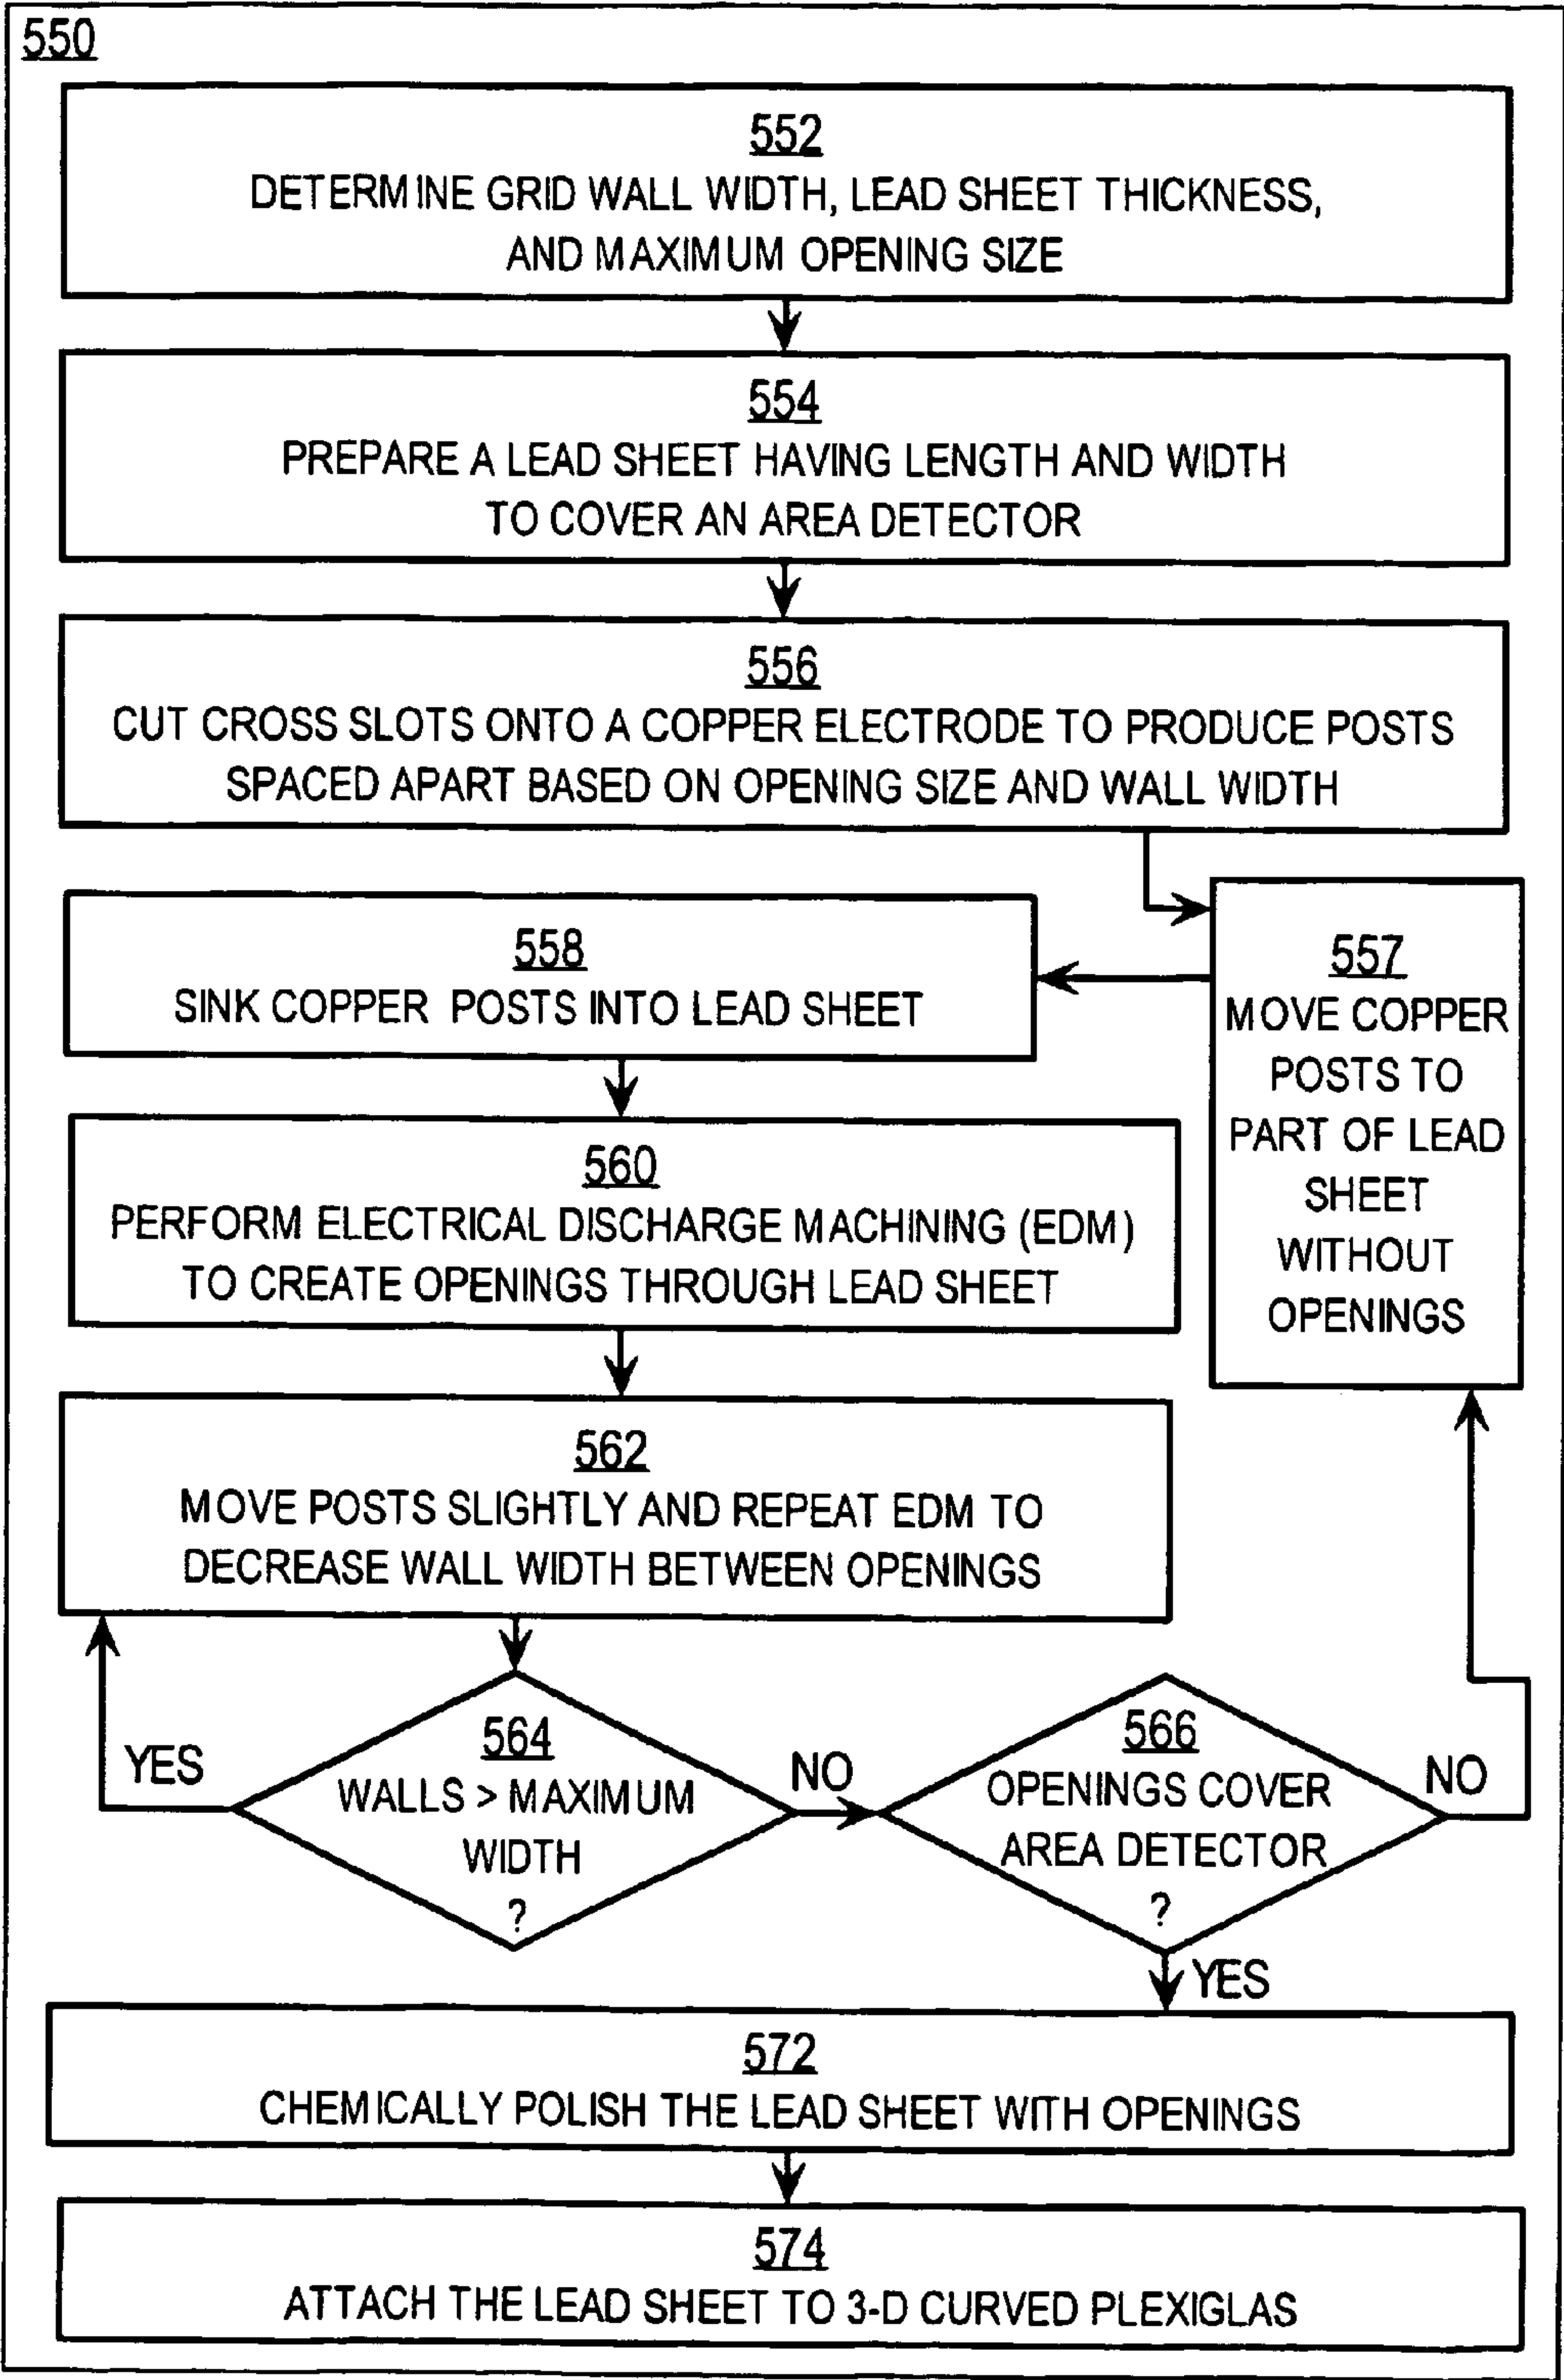 550
552
DETERMINE GRID WALL WIDTH, LEAD SHEET THICKNESS,
AND MAXIMUM OPENING SIZE
554
PREPARE A LEAD SHEET HAVING LENGTH AND WIDTH
TO COVER AN AREA DETECTOR
556
CUT CROSS SLOTS ONTO A COPPER ELECTRODE TO PRODUCE POSTS
SPACED APART BASED ON OPENING SIZE AND WALL WIDTH
557
MOVE COPPER
POSTS TO
PART OF LEAD
SHEET
WITHOUT
OPENINGS
558
SINK COPPER POSTS INTO LEAD SHEET
560
PERFORM ELECTRICAL DISCHARGE MACHINING (EDM)
TO CREATE OPENINGS THROUGH LEAD SHEET
562
MOVE POSTS SLIGHTLY AND REPEAT EDM TO
DECREASE WALL WIDTH BETWEEN OPENINGS
564
WALLS > MAXIMUM
WIDTH
?
YES
NO
566
OPENINGS COVER
AREA DETECTOR
?
NO
YES
572
CHEMICALLY POLISH THE LEAD SHEET WITH OPENINGS
574
ATTACH THE LEAD SHEET TO 3-D CURVED PLEXIGLAS